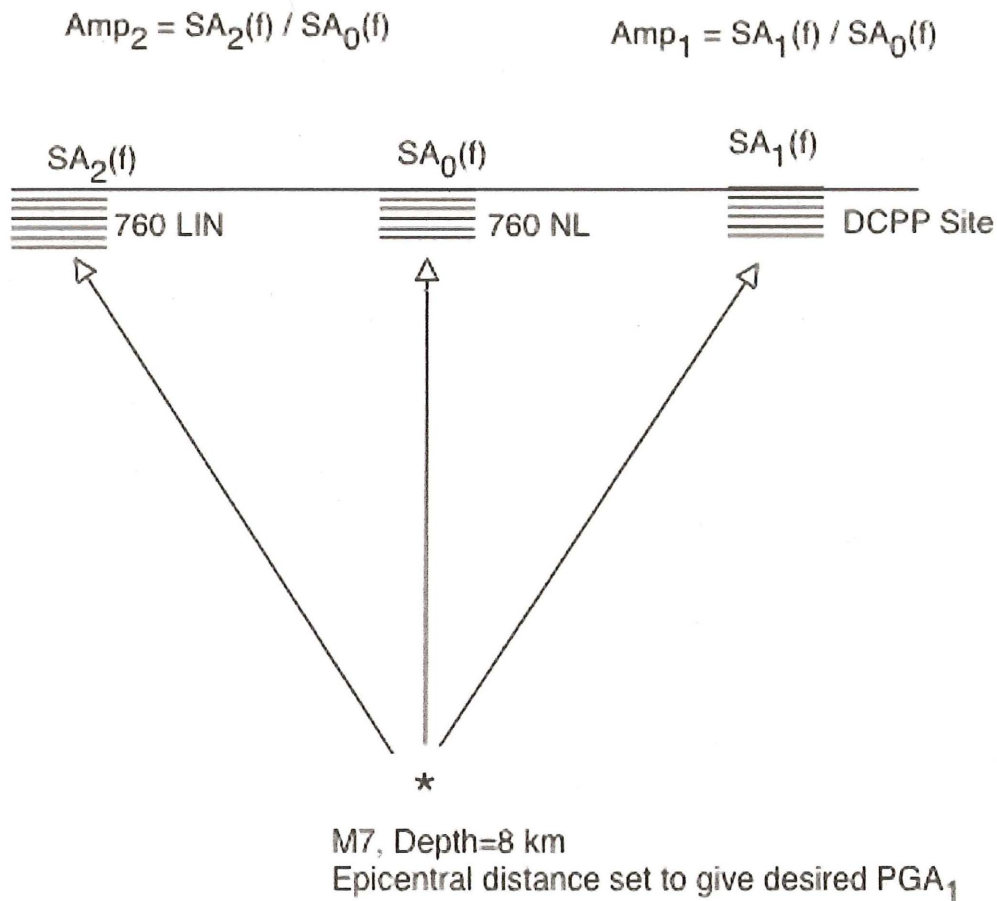 Amp₂ = SA₂(f) / SA₀(f)
Amp₁ = SA₁(f) / SA₀(f)
SA₂(f)
SA₀(f)
SA₁(f)
760 LIN
760 NL
DCPP Site
*
M7, Depth=8 km
Epicentral distance set to give desired PGA₁